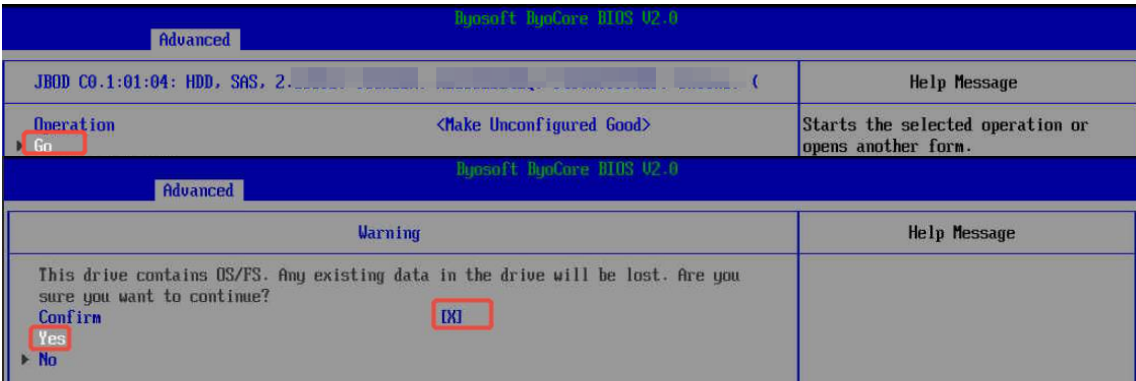 Byosoft ByoCore BIOS V2.0
Advanced
JBOD C0.1:01:04: HDD, SAS, 2. (
Help Message
Operation <Make Unconfigured Good>
Go
Starts the selected operation or
opens another form.
Byosoft ByoCore BIOS V2.0
Advanced
Warning
Help Message
This drive contains OS/FS. Any existing data in the drive will be lost. Are you
sure you want to continue?
Confirm [X]
Yes
No